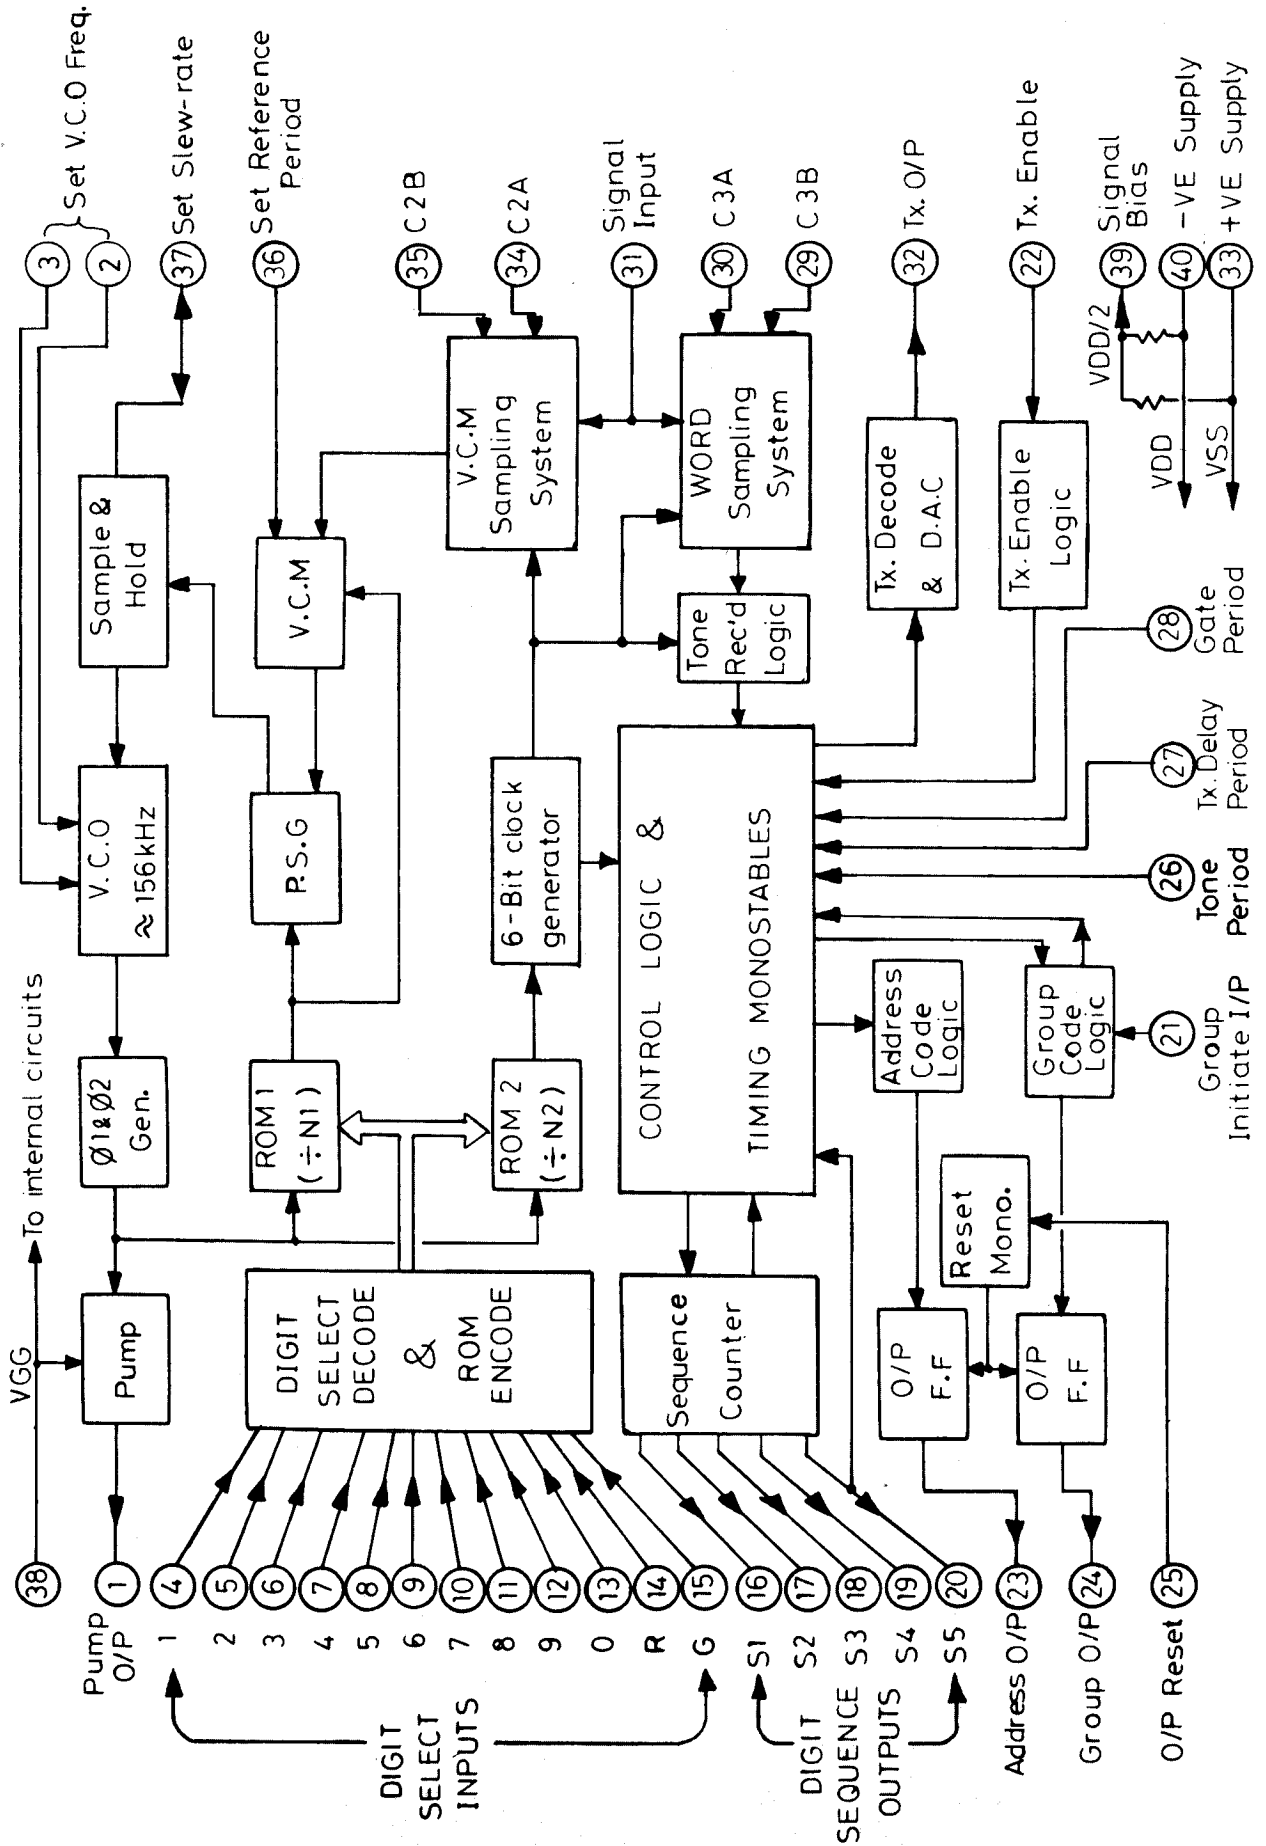 VGG
To internal circuits
38
3
2
Set V.C.O Freq.
Pump
O/P
1
Pump
Ø1&Ø2
Gen.
V.C.O
≈156kHz
Sample &
Hold
37
Set Slew-rate
DIGIT
SELECT
INPUTS
1
4
2
5
3
6
4
7
5
8
6
9
7
10
8
11
9
12
0
13
R
14
G
15
DIGIT
SELECT
DECODE
&
ROM
ENCODE
ROM 1
(÷N1)
P.S.G
V.C.M
36
Set Reference
Period
ROM 2
(÷N2)
6-Bit clock
generator
V.C.M
Sampling
System
35
C2B
34
C2A
31
Signal
Input
WORD
Sampling
System
30
C3A
29
C3B
Tone
Rec'd
Logic
DIGIT
SEQUENCE
OUTPUTS
S1
16
S2
17
S3
18
S4
19
S5
20
Sequence
Counter
CONTROL LOGIC &
TIMING MONOSTABLES
Tx. Decode
& D.A.C
32
Tx. O/P
Tx. Enable
Logic
22
Tx. Enable
Address O/P
23
O/P
F.F
Address
Code
Logic
Reset
Mono.
Group O/P
24
O/P
F.F
Group
Code
Logic
O/P Reset
25
21
Group
Initiate I/P
26
Tone
Period
27
Tx. Delay
Period
28
Gate
Period
VDD/2
39
Signal
Bias
VDD
40
-VE Supply
VSS
33
+VE Supply